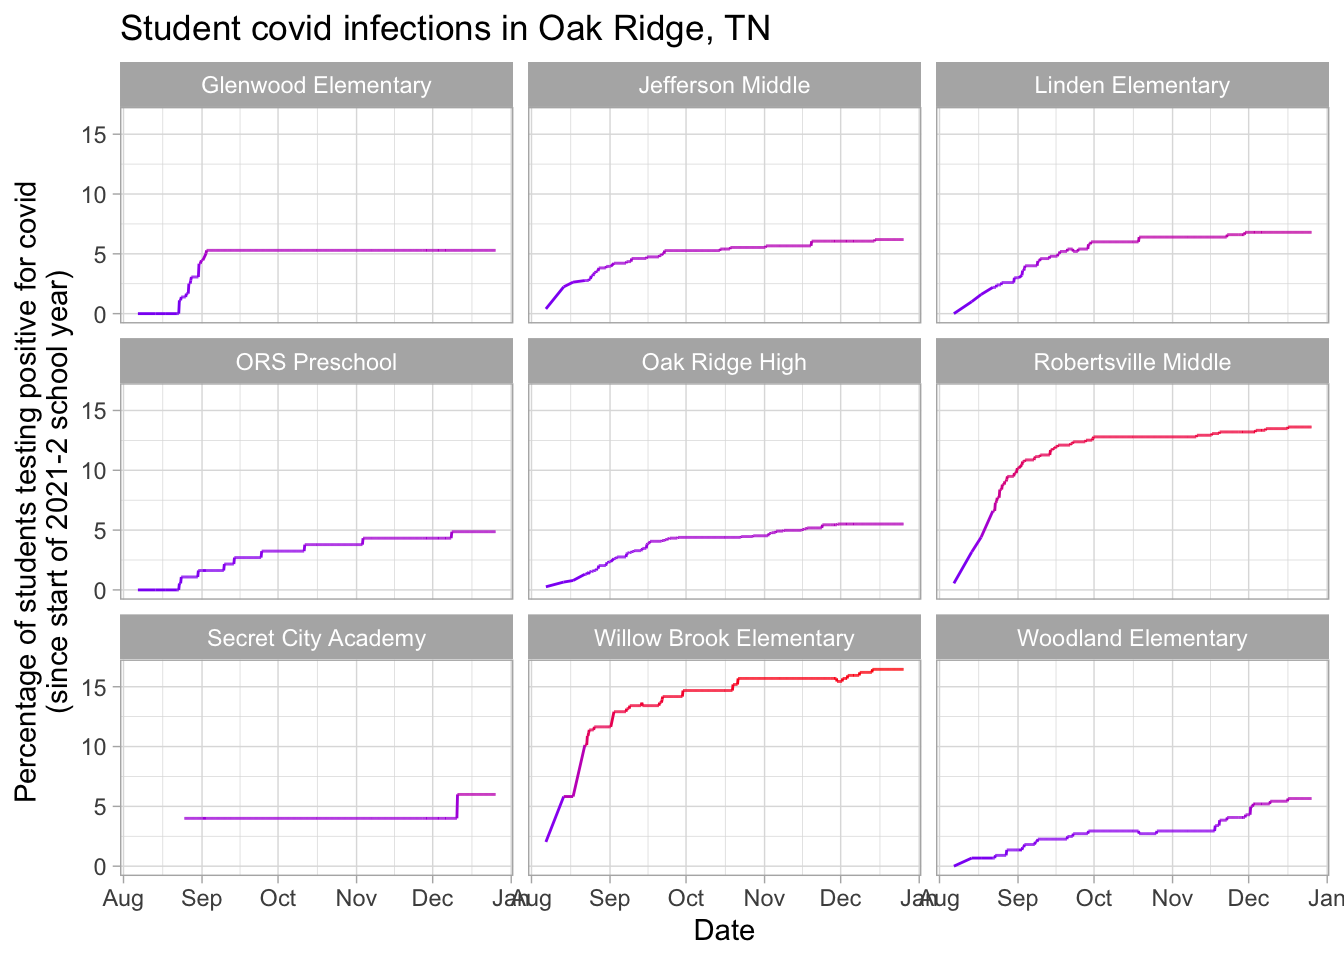 Student covid infections in Oak Ridge, TN
Percentage of students testing positive for covid
(since start of 2021-2 school year)
Glenwood Elementary
Jefferson Middle
Linden Elementary
15
10
5
0
ORS Preschool
Oak Ridge High
Robertsville Middle
15
10
5
0
Secret City Academy
Willow Brook Elementary
Woodland Elementary
15
10
5
0
Aug Sep Oct Nov Dec Jan
Aug Sep Oct Nov Dec Jan
Aug Sep Oct Nov Dec Jan
Date